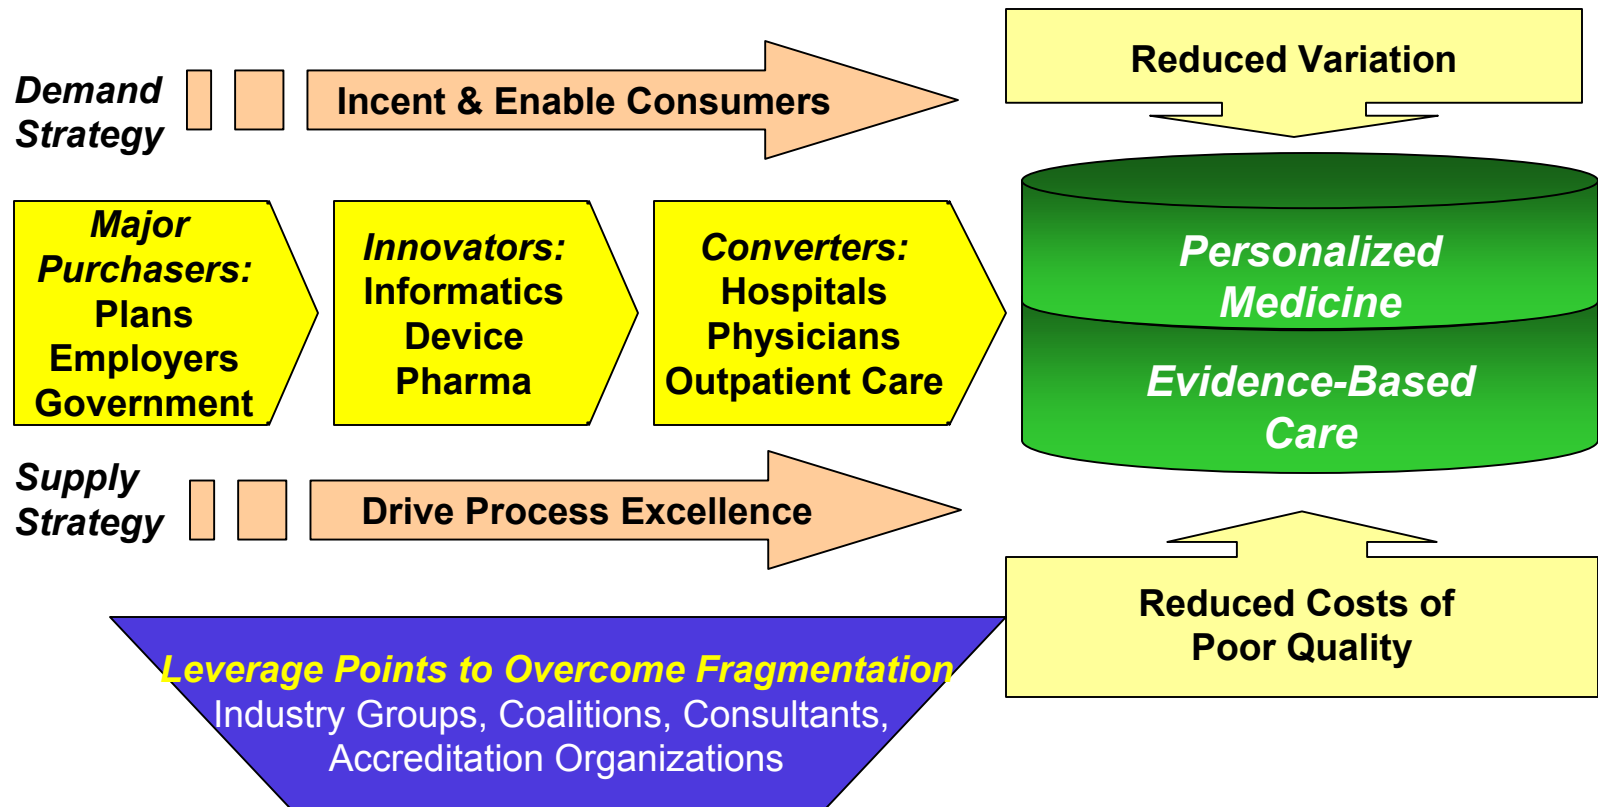 Demand
Strategy
Incent & Enable Consumers
Reduced Variation
Major
Purchasers:
Plans
Employers
Government
Innovators:
Informatics
Device
Pharma
Converters:
Hospitals
Physicians
Outpatient Care
Personalized
Medicine
Evidence-Based
Care
Supply
Strategy
Drive Process Excellence
Reduced Costs of
Poor Quality
Leverage Points to Overcome Fragmentation
Industry Groups, Coalitions, Consultants,
Accreditation Organizations